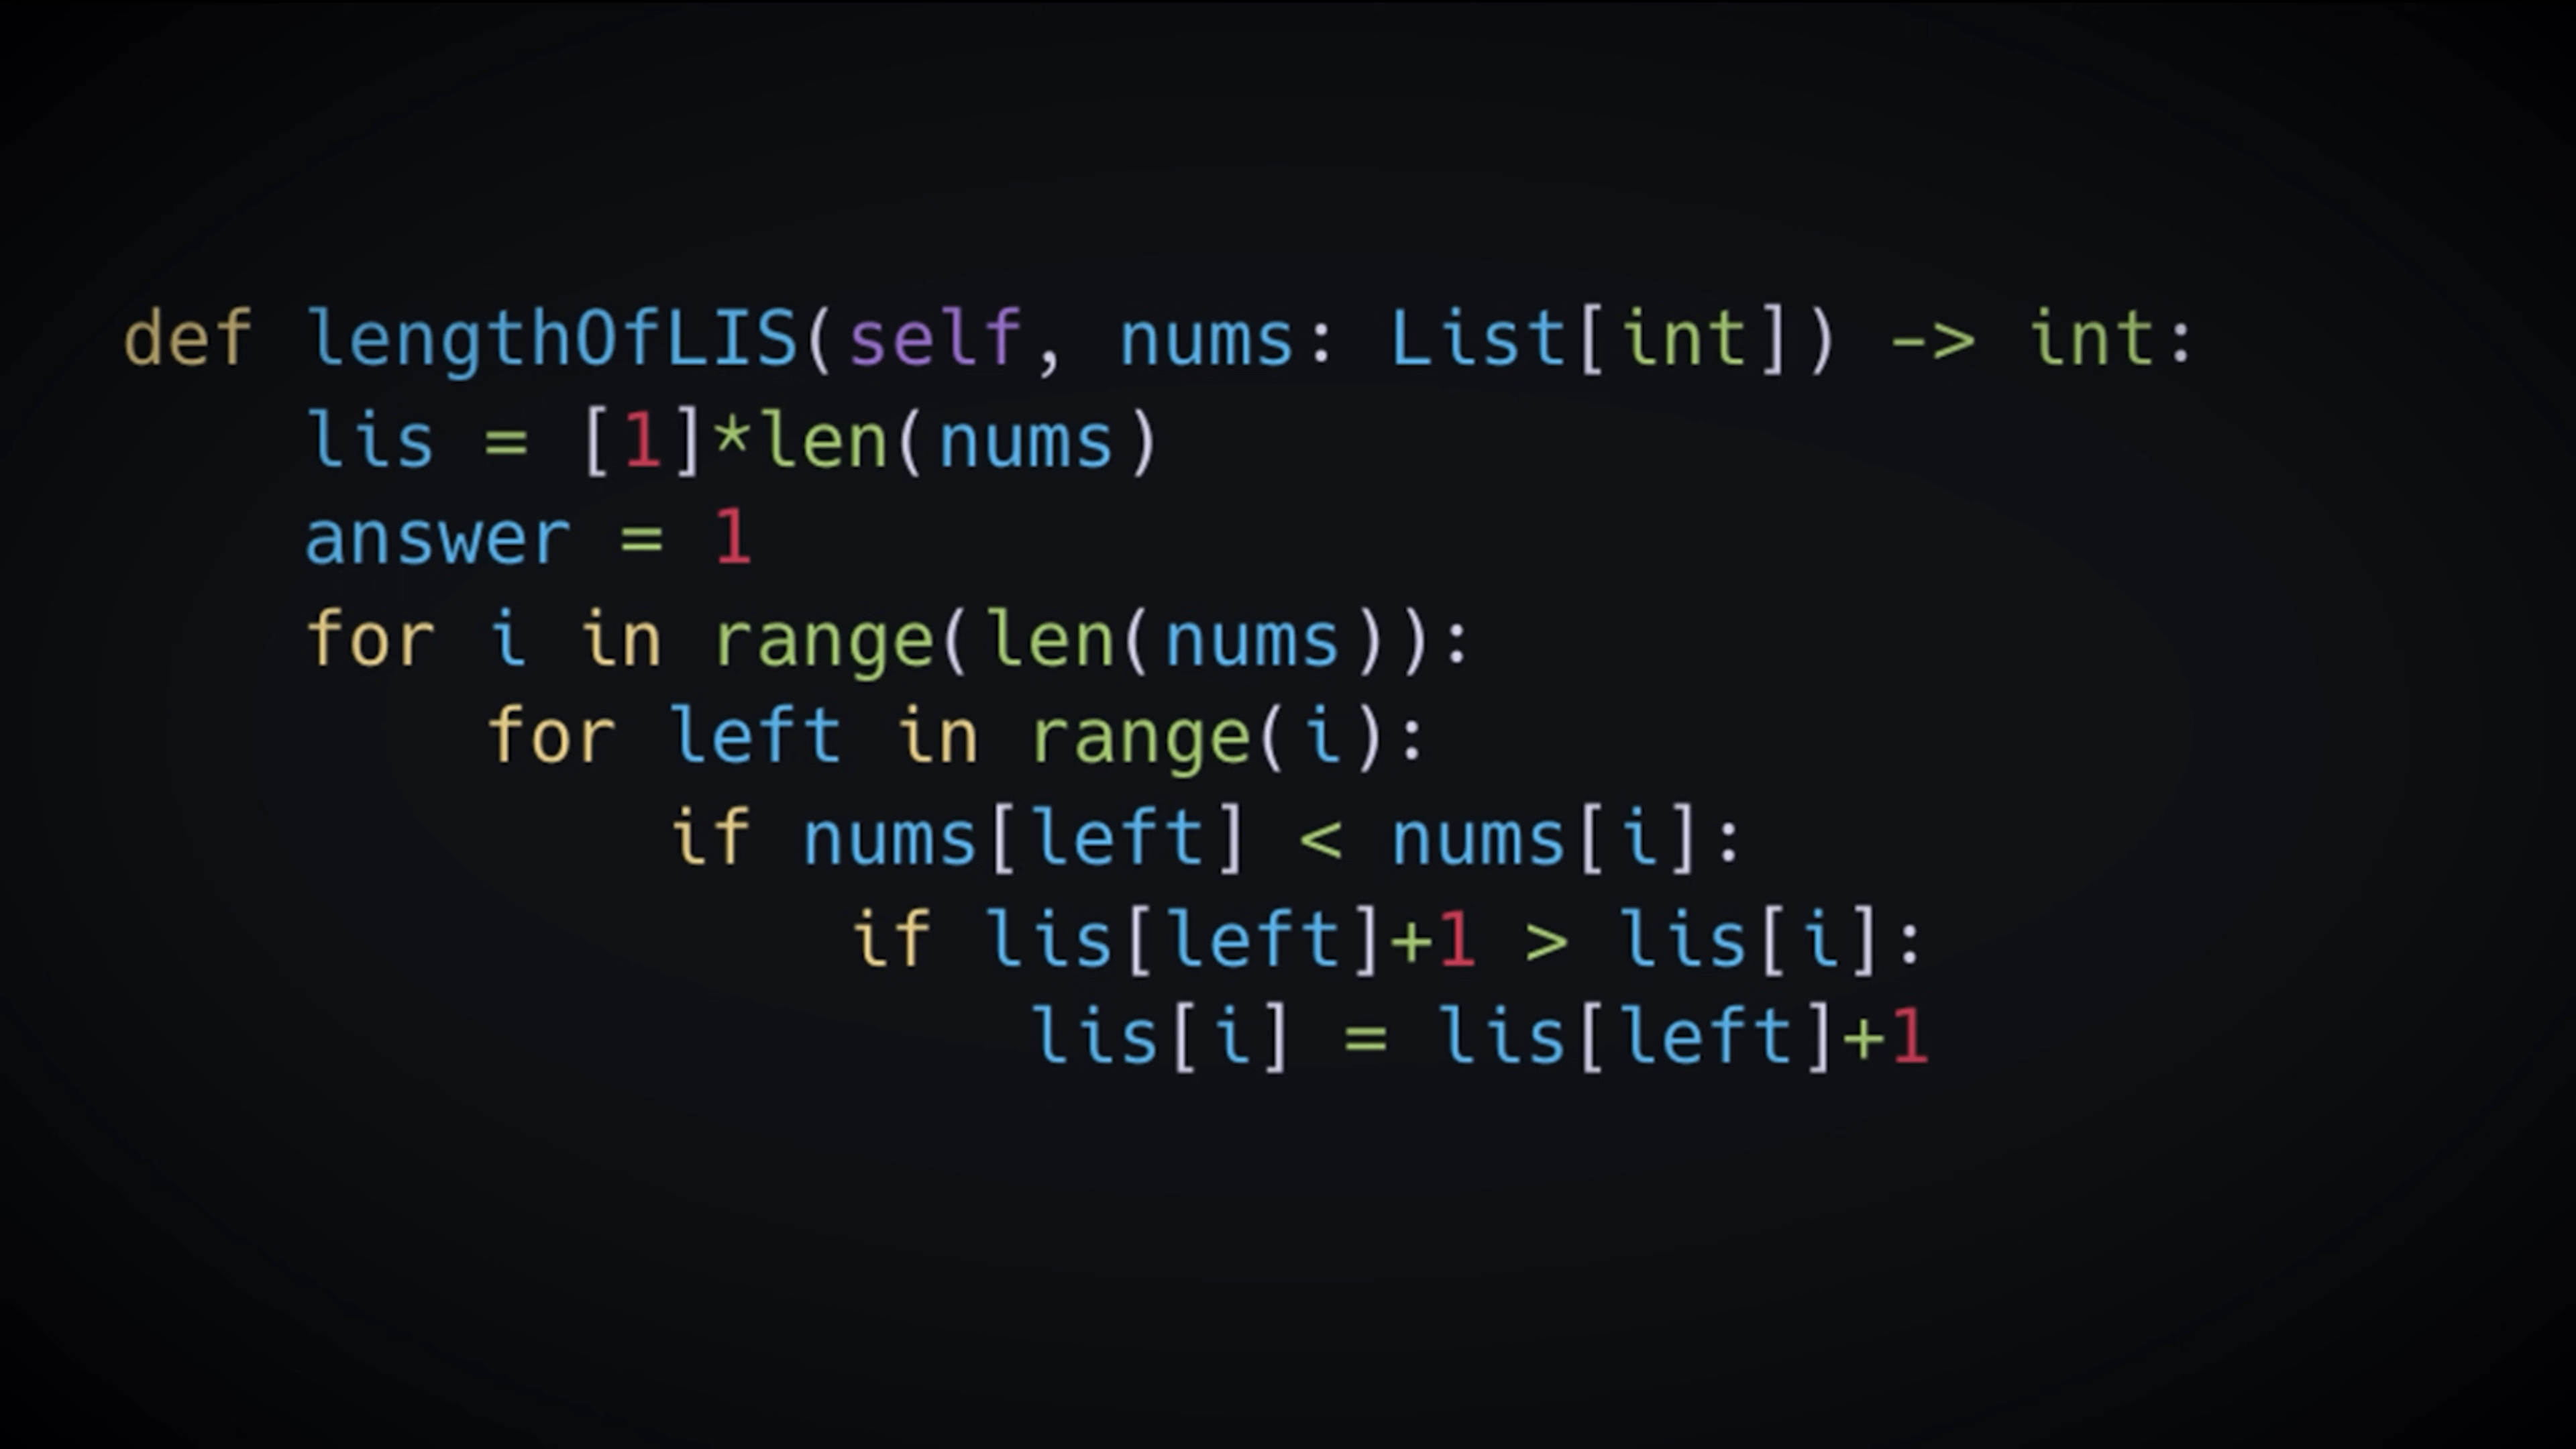 def lengthOfLIS(self, nums: List[int]) -> int:
    lis = [1]*len(nums)
    answer = 1
    for i in range(len(nums)):
        for left in range(i):
            if nums[left] < nums[i]:
                if lis[left]+1 > lis[i]:
                    lis[i] = lis[left]+1